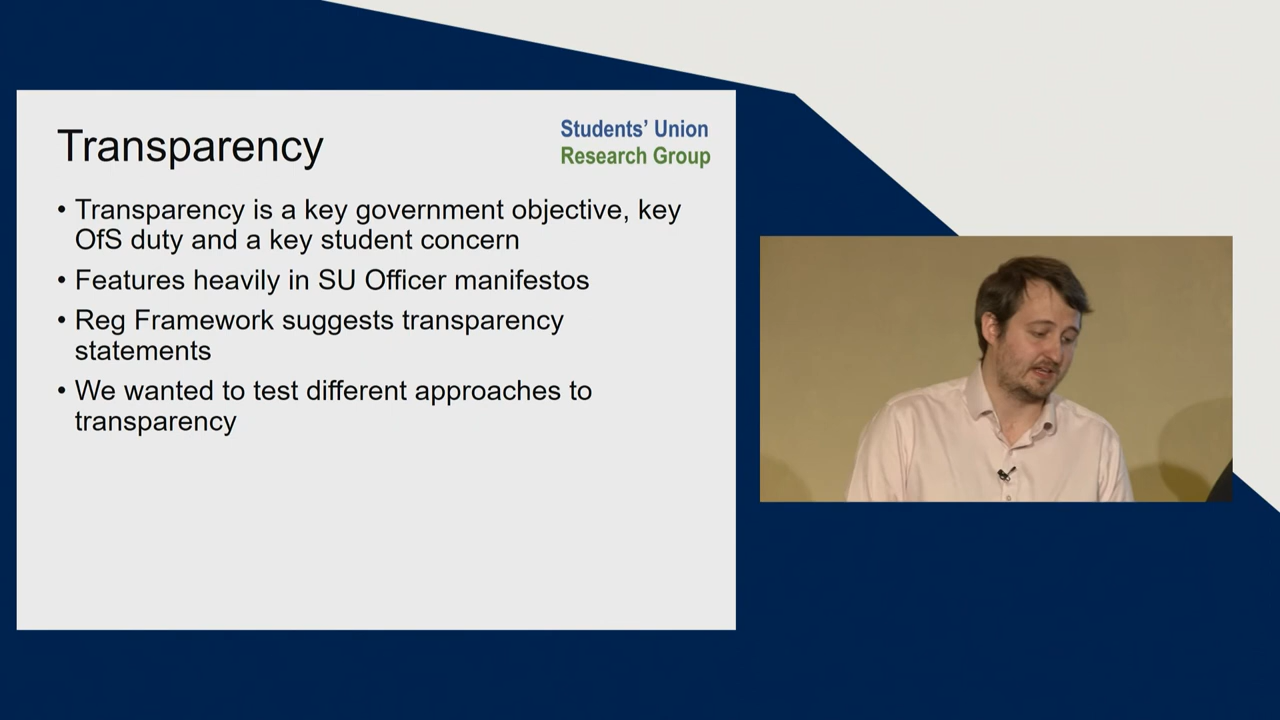 Transparency
Students’ Union
Research Group
• Transparency is a key government objective, key
OfS duty and a key student concern
• Features heavily in SU Officer manifestos
• Reg Framework suggests transparency
statements
• We wanted to test different approaches to
transparency